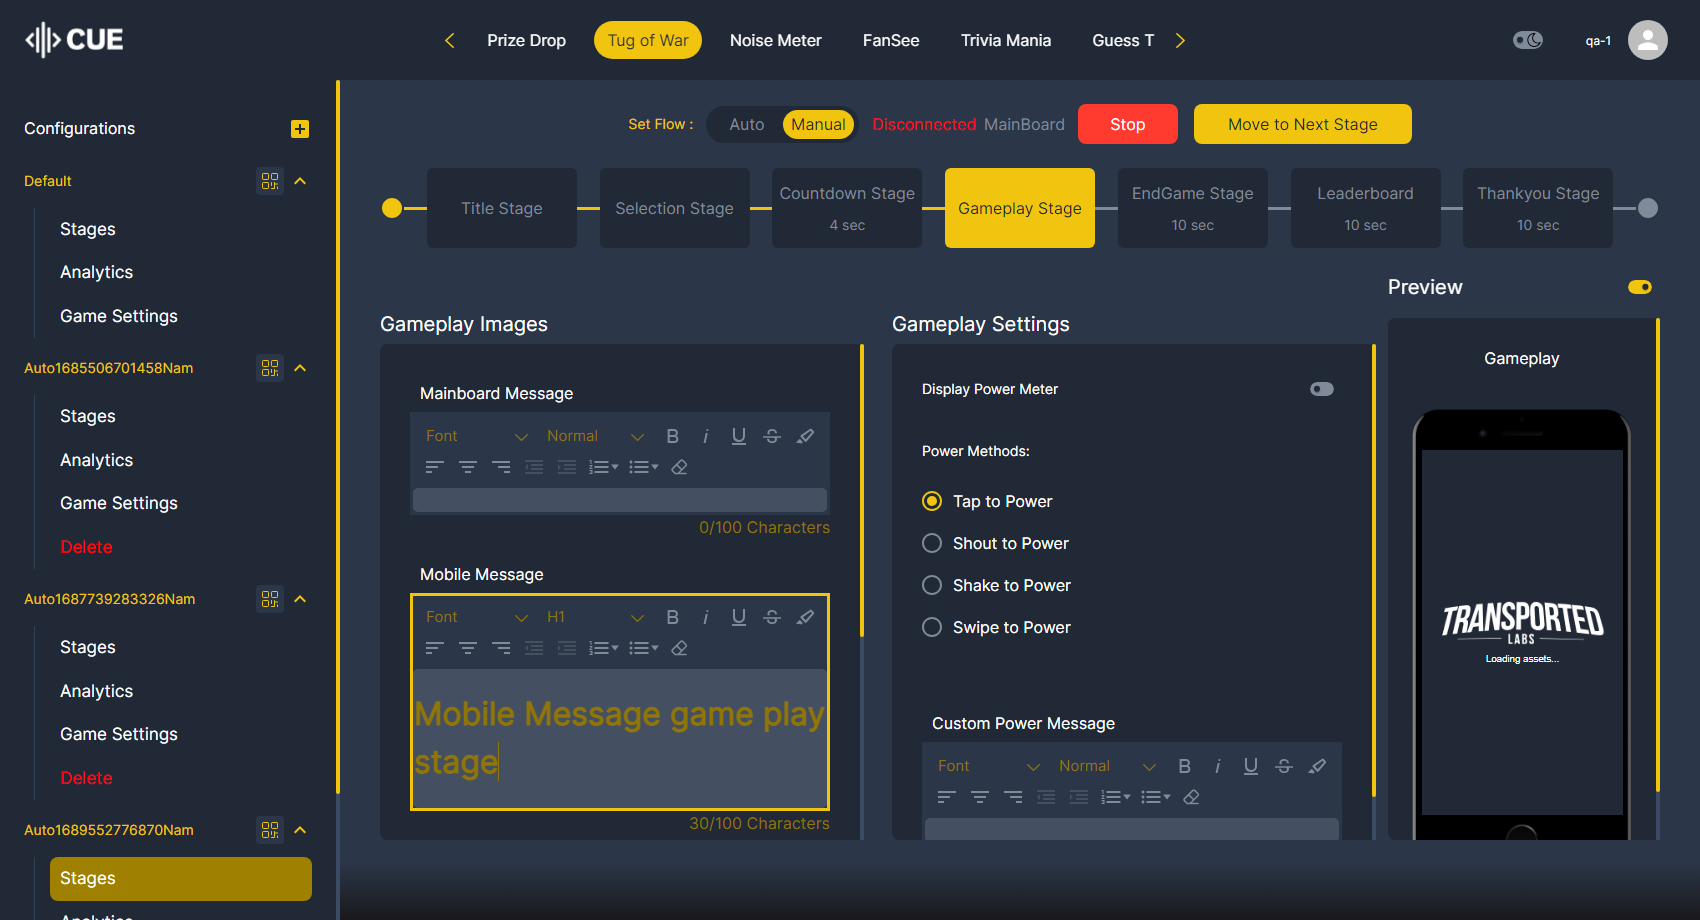 CUE
Prize Drop
Tug of War
Noise Meter
FanSee
Trivia Mania
Guess T
qa-1
Configurations
Default
Stages
Analytics
Game Settings
Auto1685506701458Nam
Stages
Analytics
Game Settings
Delete
Auto1687739283326Nam
Stages
Analytics
Game Settings
Delete
Auto1689552776870Nam
Stages
Analytics
Set Flow :
Auto
Manual
Disconnected MainBoard
Stop
Move to Next Stage
Title Stage
Selection Stage
Countdown Stage
4 sec
Gameplay Stage
EndGame Stage
10 sec
Leaderboard
10 sec
Thankyou Stage
10 sec
Gameplay Images
Mainboard Message
Font
Normal
0/100 Characters
Mobile Message
Font
H1
Mobile Message game play
stage
30/100 Characters
Gameplay Settings
Display Power Meter
Power Methods:
Tap to Power
Shout to Power
Shake to Power
Swipe to Power
Custom Power Message
Font
Normal
Preview
Gameplay
TRANSPORTED
LABS
Loading assets...